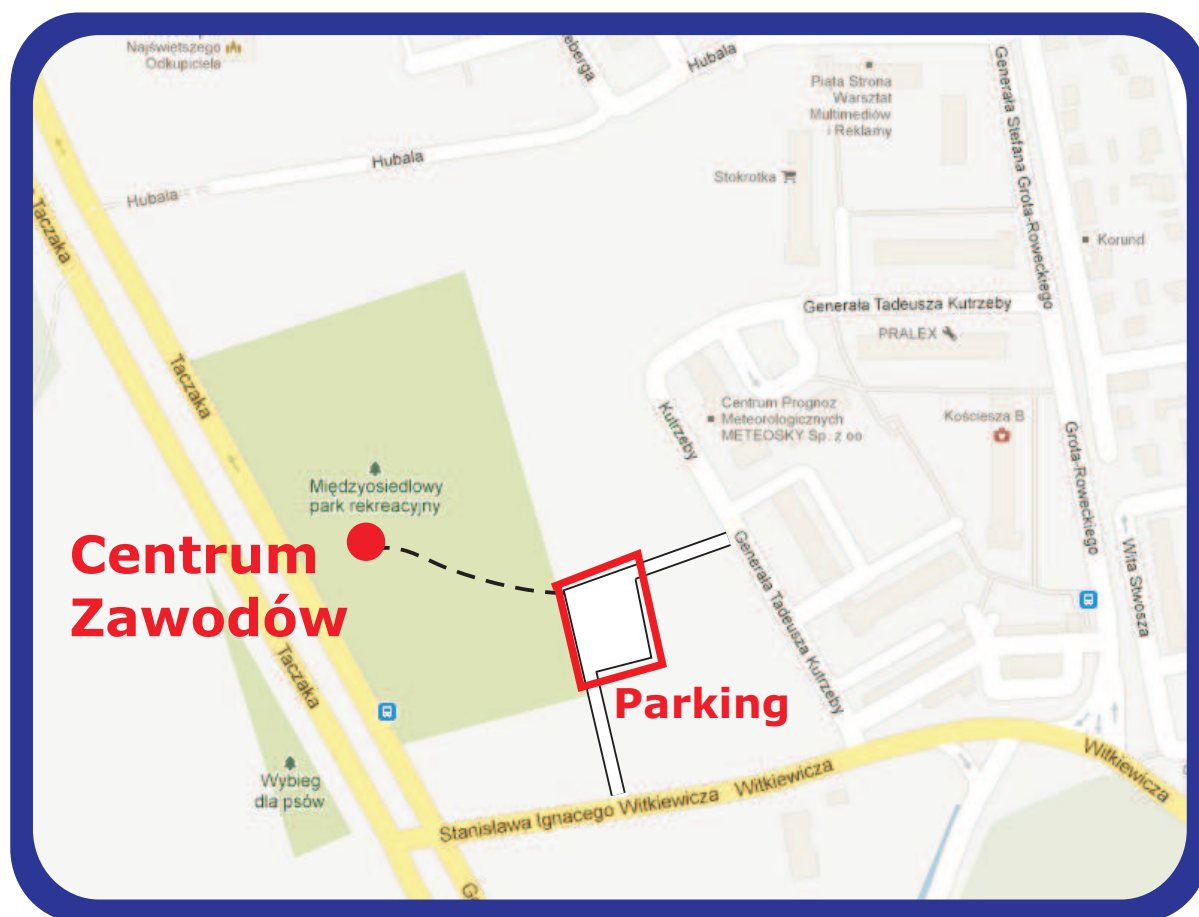 Najświętszego
Odkupiciela
eberga
Hubala
Piata Strona
Warsztat
Multimediów
i Reklamy
Generała Stefana Grota-Roweckiego
Hubala
Stokrotka
Hubala
Taczaka
Korund
Generała Tadeusza Kutrzeby
PRALEX
Taczaka
Kutrzeby
Centrum Prognoz
Meteorologicznych
METEOSKY Sp. z oo
Kościesza B
Grota-Roweckiego
Międzyosiedlowy
park rekreacyjny
Centrum
Zawodów
Generała Tadeusza Kutrzeby
Wita Stwosza
Taczaka
Parking
Wybieg
dla psów
Stanisława Ignacego Witkiewicza
Witkiewicza
Witkiewicza
G